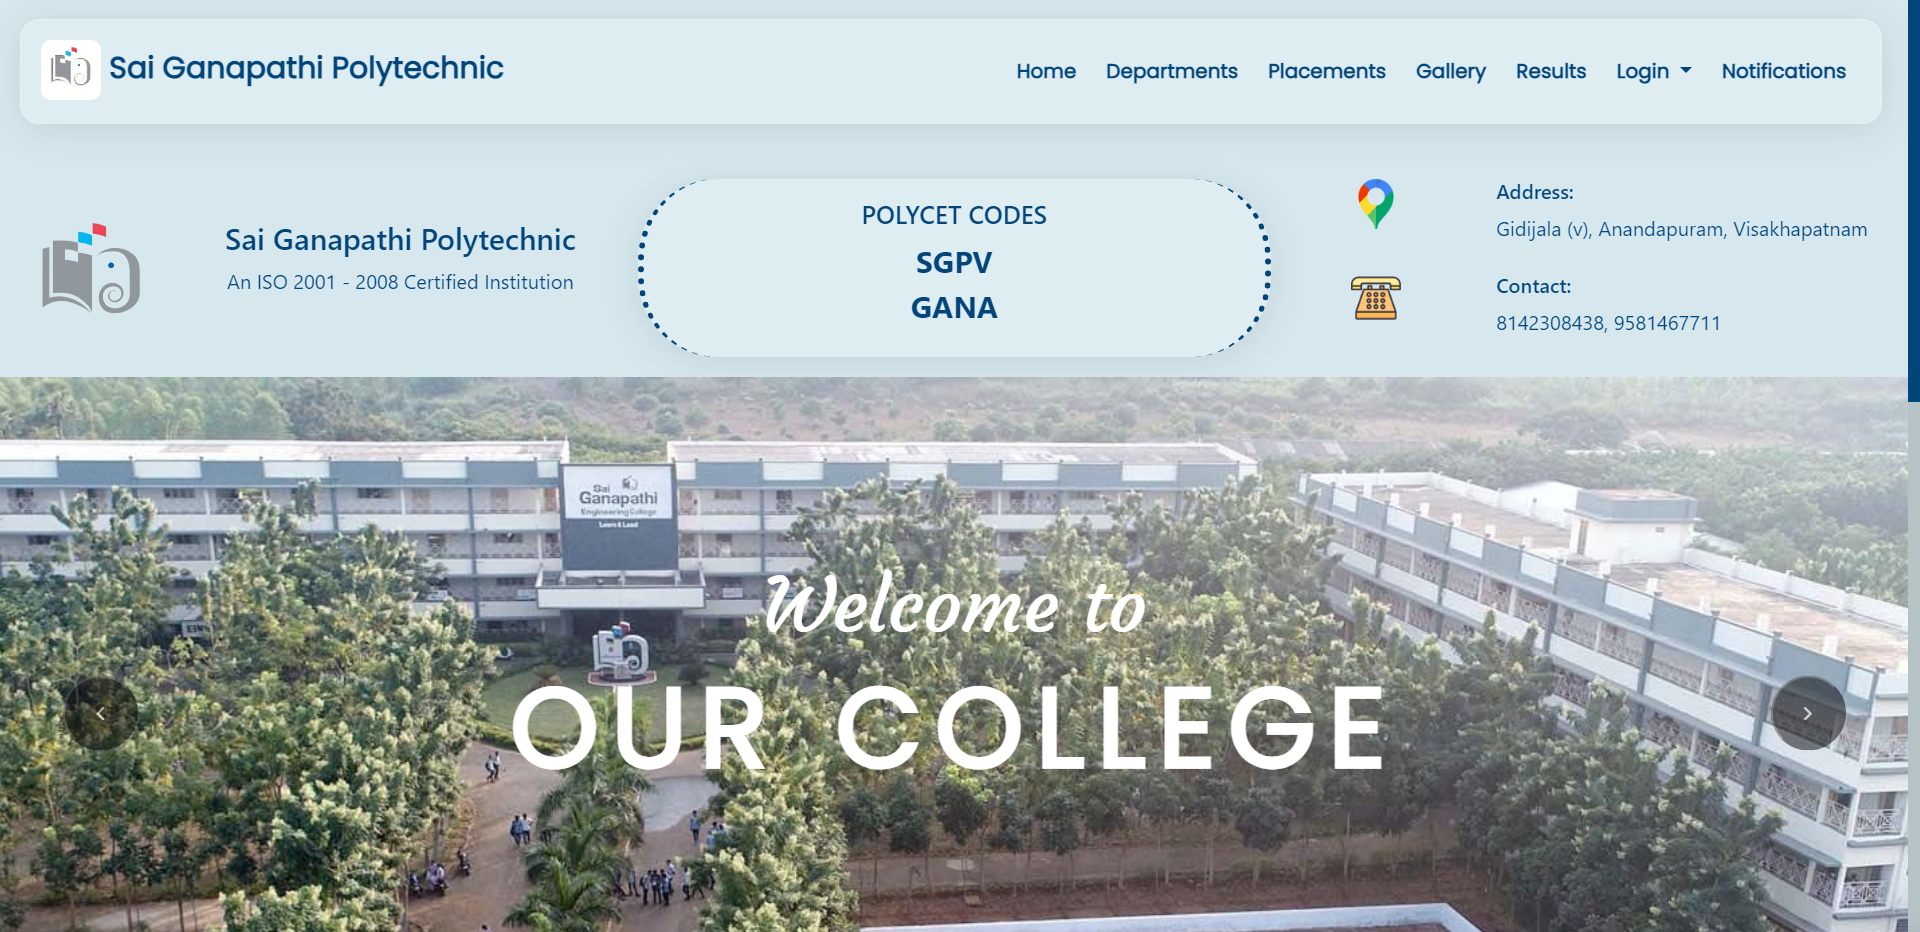 Sai Ganapathi Polytechnic
Home Departments Placements Gallery Results Login Notifications
Sai Ganapathi Polytechnic
An ISO 2001 - 2008 Certified Institution
POLYCET CODES
SGPV
GANA
Address:
Gidijala (v), Anandapuram, Visakhapatnam
Contact:
8142308438, 9581467711
Sai
Ganapathi
Engineering College
Learn & Lead
Welcome to
OUR COLLEGE